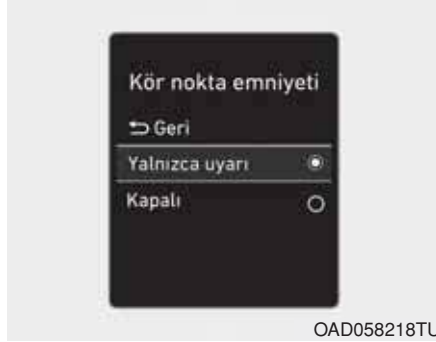 Kör nokta emniyeti
Geri
Yalnızca uyarı
Kapalı
OAD058218TU